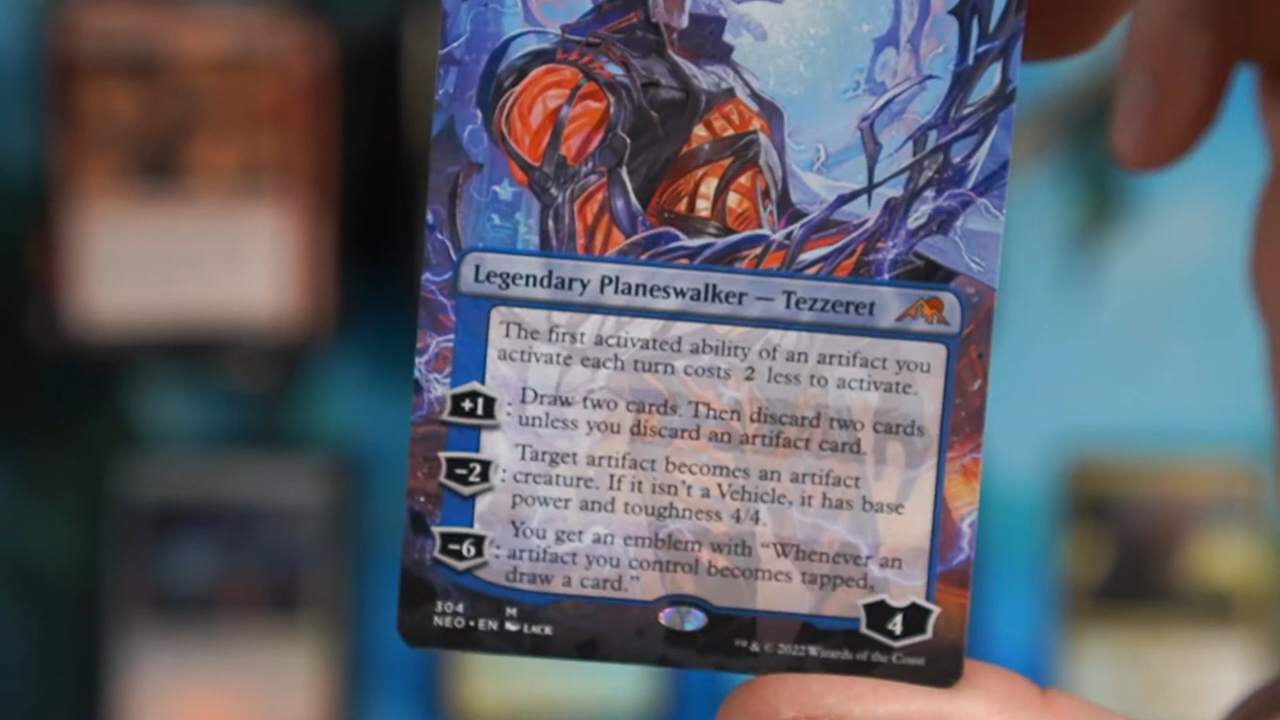 Legendary Planeswalker — Tezzeret
The first activated ability of an artifact you
activate each turn costs 2 less to activate.
+1 : Draw two cards. Then discard two cards
unless you discard an artifact card.
-2 : Target artifact becomes an artifact
creature. If it isn't a Vehicle, it has base
power and toughness 4/4.
-6 : You get an emblem with “Whenever an
artifact you control becomes tapped,
draw a card.”
4
304 M
NEO • EN LACK
™ & © 2022 Wizards of the Coast